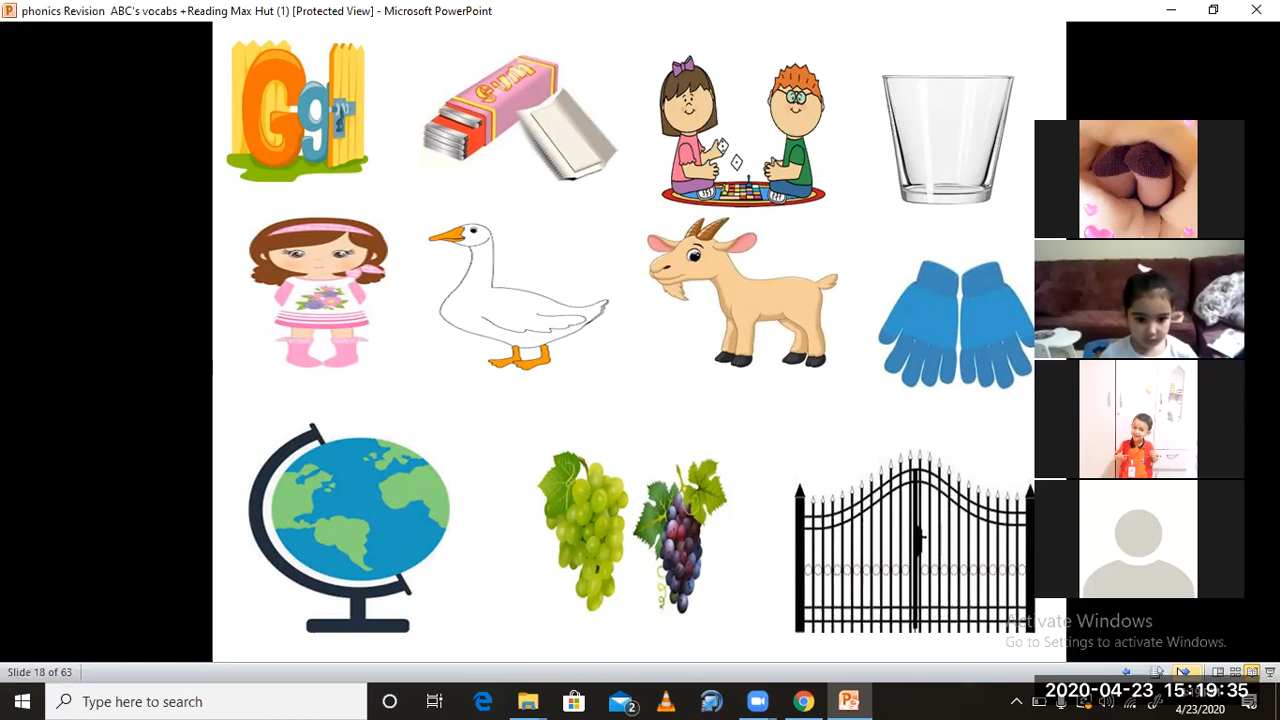 phonics Revision ABC's vocabs +Reading Max Hut (1) [Protected View] - Microsoft PowerPoint
Gg
GUM
Activate Windows
Go to Settings to activate Windows.
Slide 18 of 63
Type here to search
2
2020-04-23 15:19:35
4/23/2020